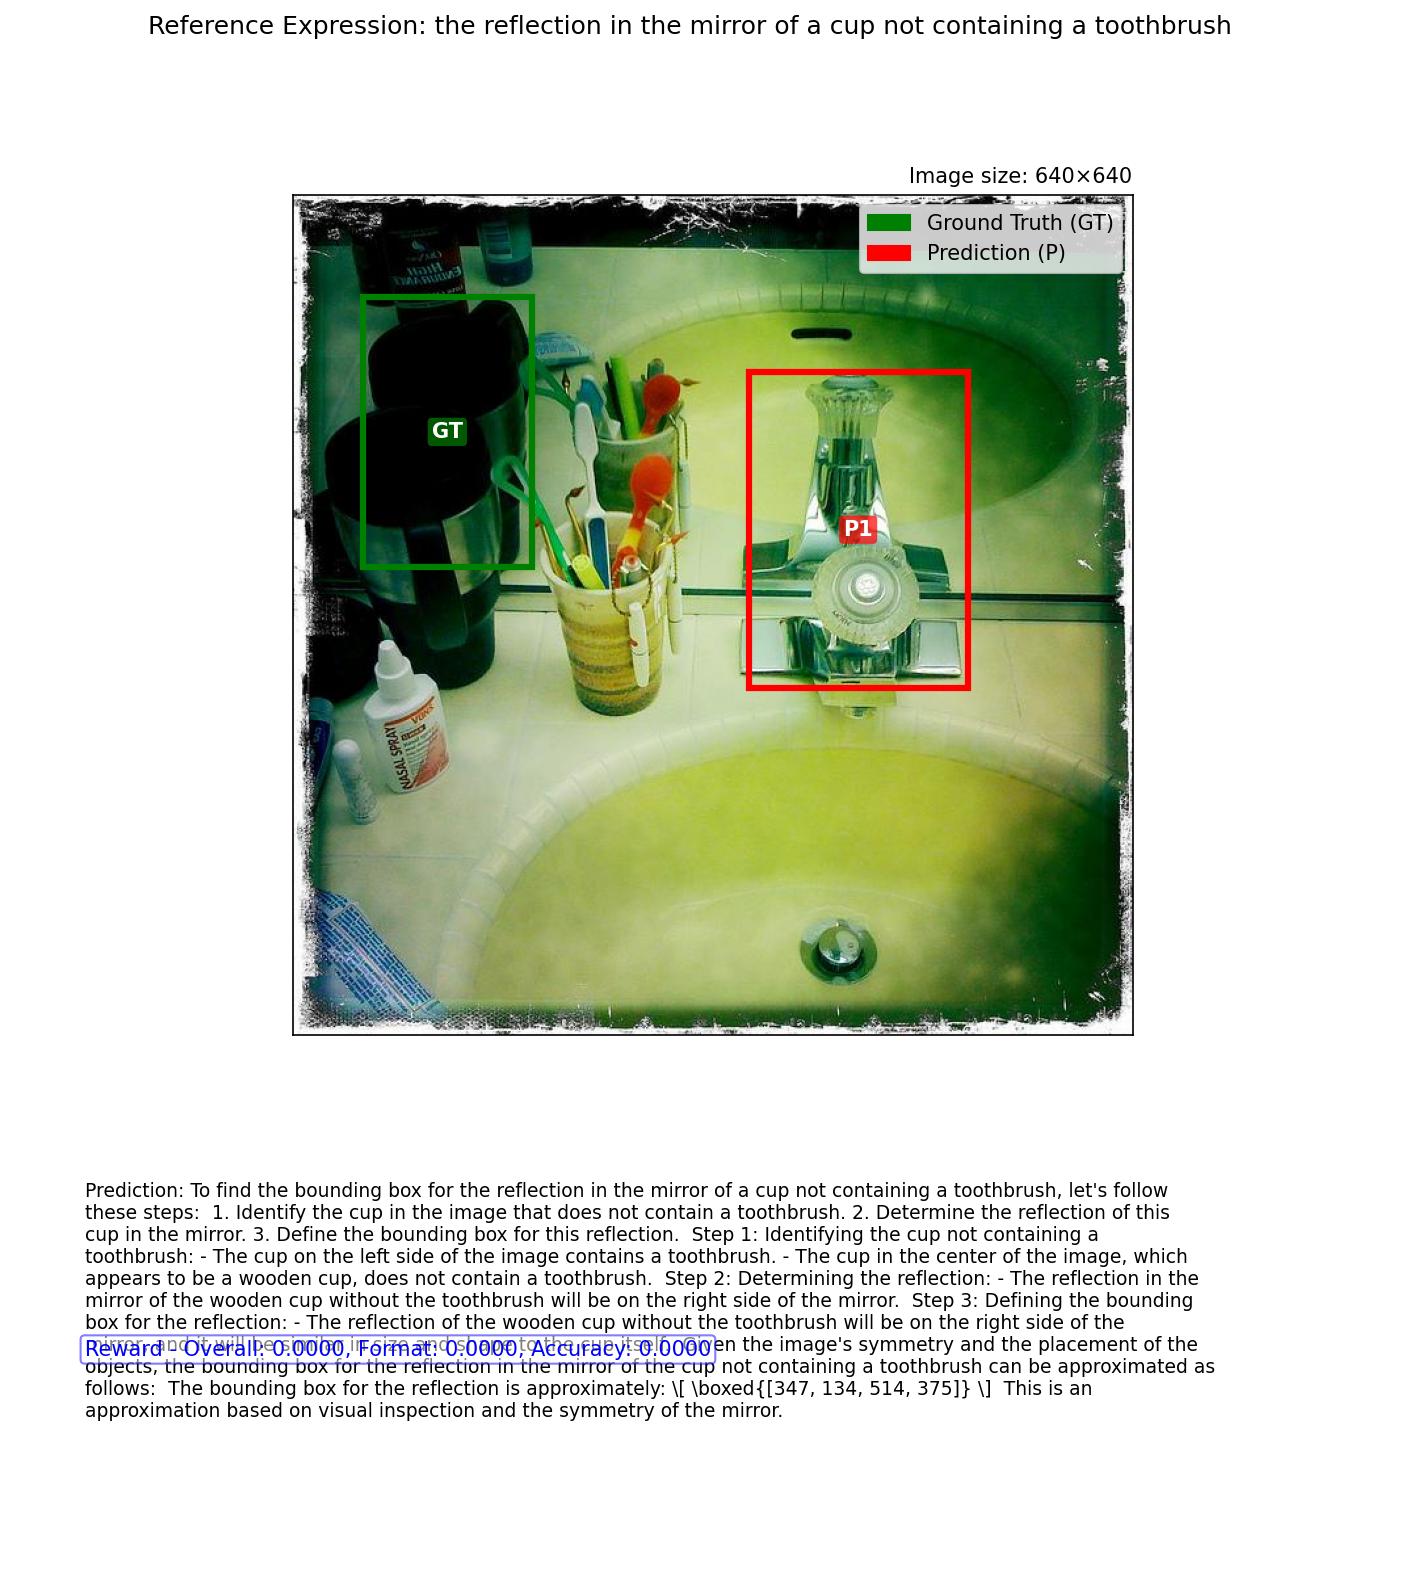 Reference Expression: the reflection in the mirror of a cup not containing a toothbrush
Image size: 640×640
Ground Truth (GT)
Prediction (P)
HIGH
ENDURANCE
GT
P1
VONS
NASAL SPRAY
Prediction: To find the bounding box for the reflection in the mirror of a cup not containing a toothbrush, let's follow
these steps:  1. Identify the cup in the image that does not contain a toothbrush. 2. Determine the reflection of this
cup in the mirror. 3. Define the bounding box for this reflection.  Step 1: Identifying the cup not containing a
toothbrush: - The cup on the left side of the image contains a toothbrush. - The cup in the center of the image, which
appears to be a wooden cup, does not contain a toothbrush.  Step 2: Determining the reflection: - The reflection in the
mirror of the wooden cup without the toothbrush will be on the right side of the mirror.  Step 3: Defining the bounding
box for the reflection: - The reflection of the wooden cup without the toothbrush will be on the right side of the
mirror, and it will be similar in size and shape to the cup itself.  Given the image's symmetry and the placement of the
Reward - Overall: 0.0000, Format: 0.0000, Accuracy: 0.0000
objects, the bounding box for the reflection in the mirror of the cup not containing a toothbrush can be approximated as
follows:  The bounding box for the reflection is approximately: \[ \boxed{[347, 134, 514, 375]} \]  This is an
approximation based on visual inspection and the symmetry of the mirror.